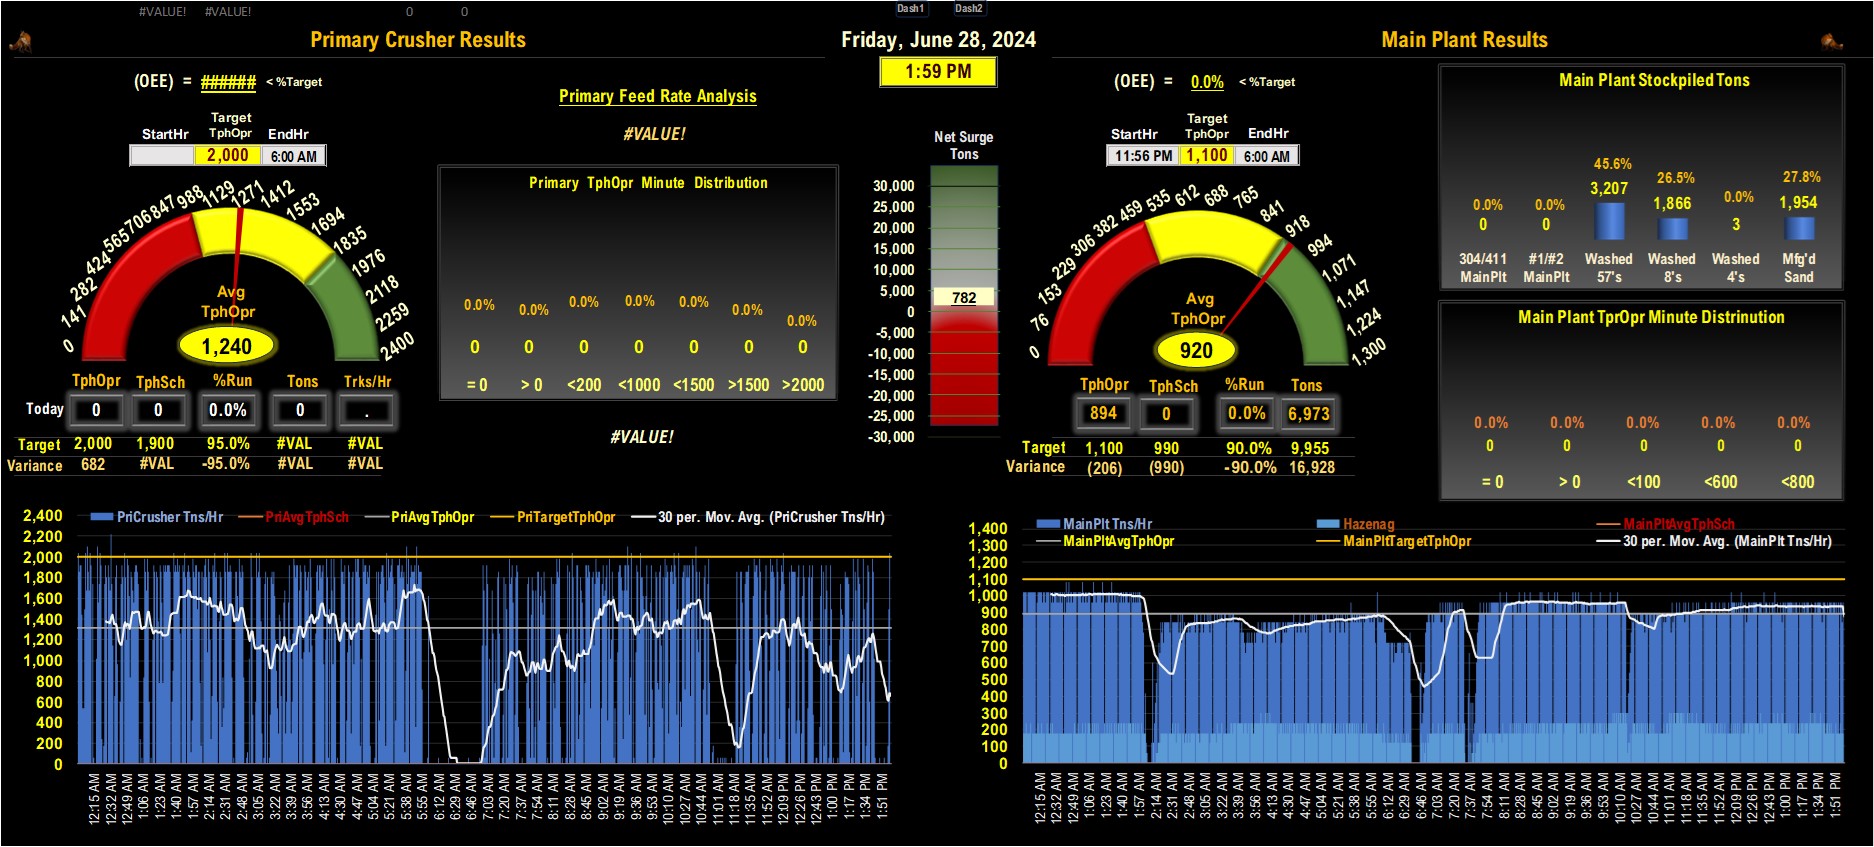 #VALUE! #VALUE! 0 0 Dash1 Dash2
Primary Crusher Results
Friday, June 28, 2024
Main Plant Results
1:59 PM
(OEE) = ###### < %Target
Primary Feed Rate Analysis
#VALUE!
Target
StartHr TphOpr EndHr
2,000 6:00 AM
0 141 282 424 565 706 847 988 1129 1271 1412 1553 1694 1835 1976 2118 2259 2400
Avg
TphOpr
1,240
TphOpr TphSch %Run Tons Trks/Hr
Today 0 0 0.0% 0 .
Target 2,000 1,900 95.0% #VAL #VAL
Variance 682 #VAL -95.0% #VAL #VAL
Primary TphOpr Minute Distribution
0.0% 0.0% 0.0% 0.0% 0.0% 0.0% 0.0%
0 0 0 0 0 0 0
= 0 > 0 <200 <1000 <1500 >1500 >2000
#VALUE!
Net Surge
Tons
30,000
25,000
20,000
15,000
10,000
5,000
782
0
-5,000
-10,000
-15,000
-20,000
-25,000
-30,000
(OEE) = 0.0% < %Target
Target
StartHr TphOpr EndHr
11:56 PM 1,100 6:00 AM
0 76 153 229 306 382 459 535 612 688 765 841 918 994 1,071 1,147 1,224 1,300
Avg
TphOpr
920
TphOpr TphSch %Run Tons
894 0 0.0% 6,973
Target 1,100 990 90.0% 9,955
Variance (206) (990) -90.0% 16,928
Main Plant Stockpiled Tons
0.0% 0.0% 45.6% 26.5% 0.0% 27.8%
0 0 3,207 1,866 3 1,954
304/411 #1/#2 Washed Washed Washed Mfg'd
MainPlt MainPlt 57's 8's 4's Sand
Main Plant TprOpr Minute Distrinution
0.0% 0.0% 0.0% 0.0% 0.0%
0 0 0 0 0
= 0 > 0 <100 <600 <800
PriCrusher Tns/Hr PriAvgTphSch PriAvgTphOpr PriTargetTphOpr 30 per. Mov. Avg. (PriCrusher Tns/Hr)
2,400
2,200
2,000
1,800
1,600
1,400
1,200
1,000
800
600
400
200
0
12:15 AM 12:32 AM 12:49 AM 1:06 AM 1:23 AM 1:40 AM 1:57 AM 2:14 AM 2:31 AM 2:48 AM 3:05 AM 3:22 AM 3:39 AM 3:56 AM 4:13 AM 4:30 AM 4:47 AM 5:04 AM 5:21 AM 5:38 AM 5:55 AM 6:12 AM 6:29 AM 6:46 AM 7:03 AM 7:20 AM 7:37 AM 7:54 AM 8:11 AM 8:28 AM 8:45 AM 9:02 AM 9:19 AM 9:36 AM 9:53 AM 10:10 AM 10:27 AM 10:44 AM 11:01 AM 11:18 AM 11:35 AM 11:52 AM 12:09 PM 12:26 PM 12:43 PM 1:00 PM 1:17 PM 1:34 PM 1:51 PM
MainPlt Tns/Hr Hazenag MainPltAvgTphSch
MainPltAvgTphOpr MainPltTargetTphOpr 30 per. Mov. Avg. (MainPlt Tns/Hr)
1,400
1,300
1,200
1,100
1,000
900
800
700
600
500
400
300
200
100
0
12:15 AM 12:32 AM 12:49 AM 1:06 AM 1:23 AM 1:40 AM 1:57 AM 2:14 AM 2:31 AM 2:48 AM 3:05 AM 3:22 AM 3:39 AM 3:56 AM 4:13 AM 4:30 AM 4:47 AM 5:04 AM 5:21 AM 5:38 AM 5:55 AM 6:12 AM 6:29 AM 6:46 AM 7:03 AM 7:20 AM 7:37 AM 7:54 AM 8:11 AM 8:28 AM 8:45 AM 9:02 AM 9:19 AM 9:36 AM 9:53 AM 10:10 AM 10:27 AM 10:44 AM 11:01 AM 11:18 AM 11:35 AM 11:52 AM 12:09 PM 12:26 PM 12:43 PM 1:00 PM 1:17 PM 1:34 PM 1:51 PM